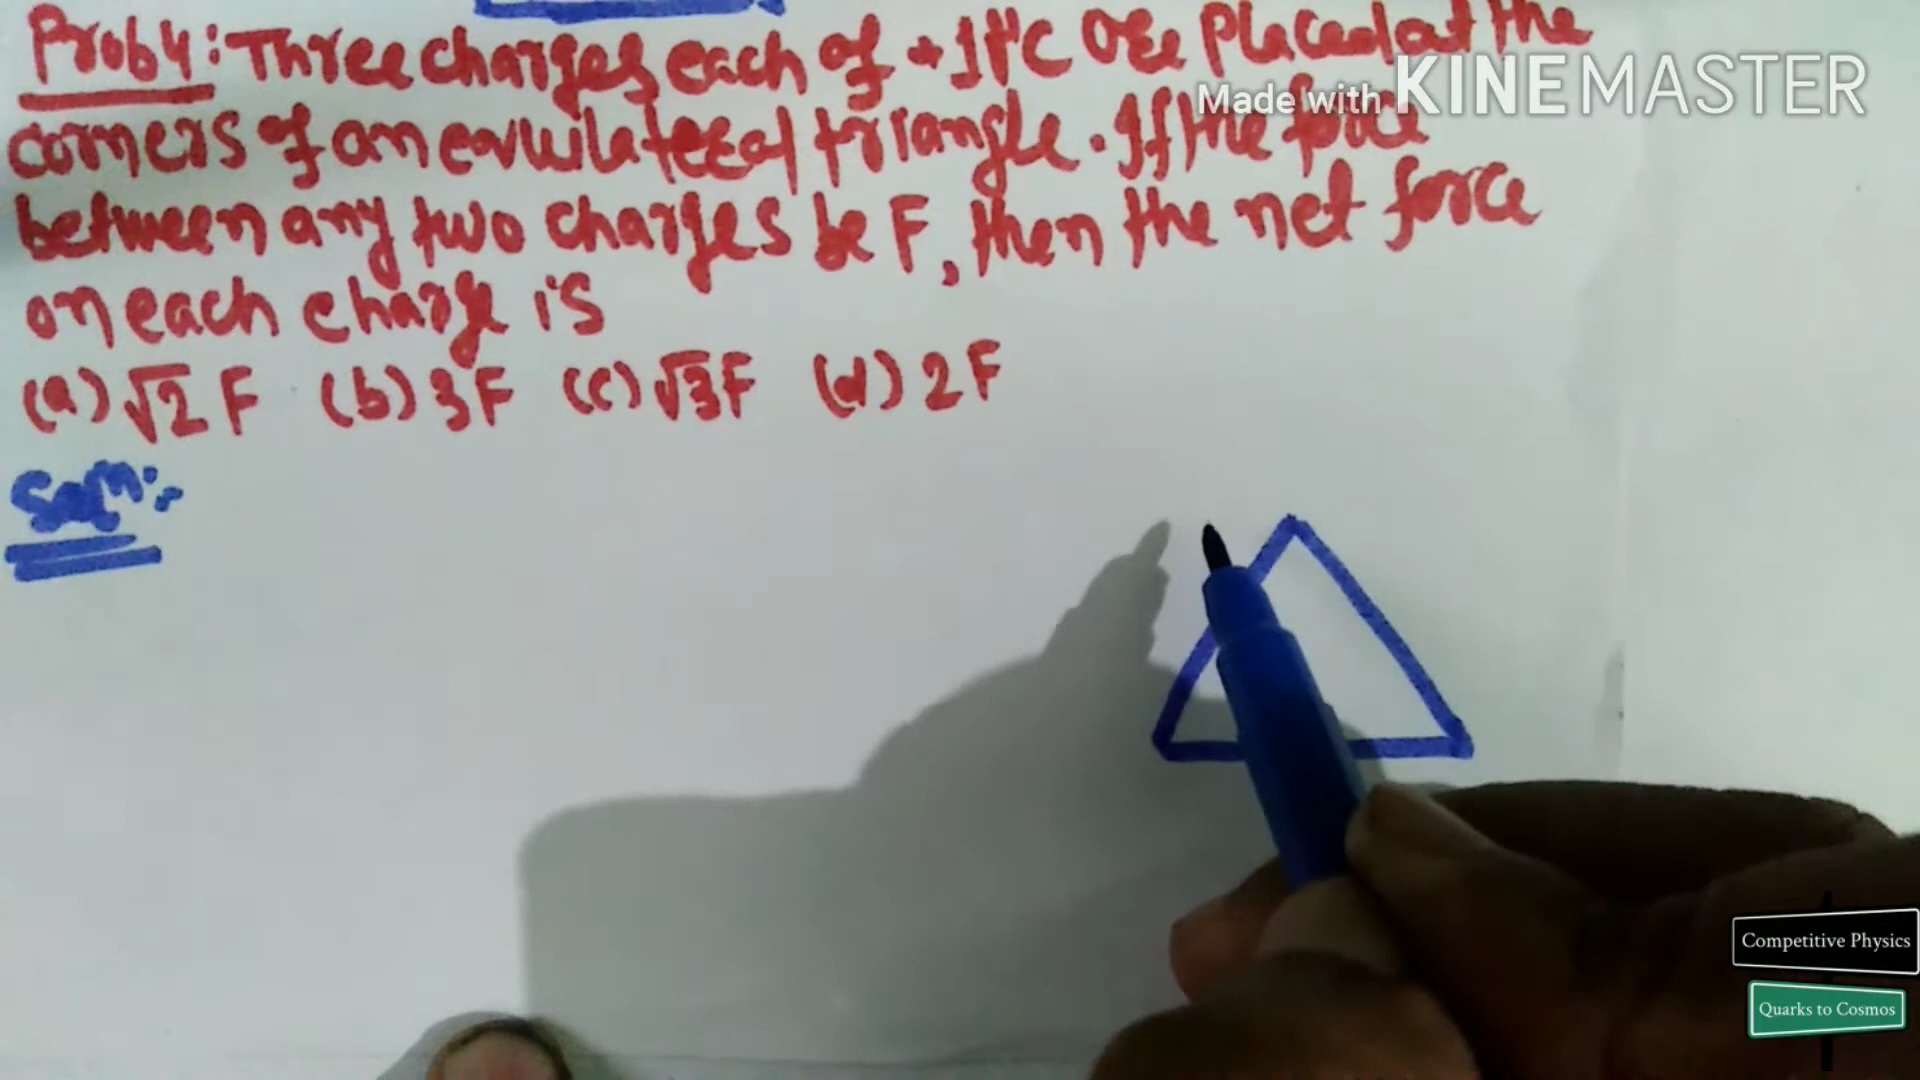 Prob 4: Three charges each of +1μC are placed at the
Made with KINEMASTER
corners of an equilateral triangle. If the force
between any two charges be F, then the net force
on each charge is
(a) √2 F (b) 3F (c) √3F (d) 2F
Soln:
Competitive Physics
Quarks to Cosmos